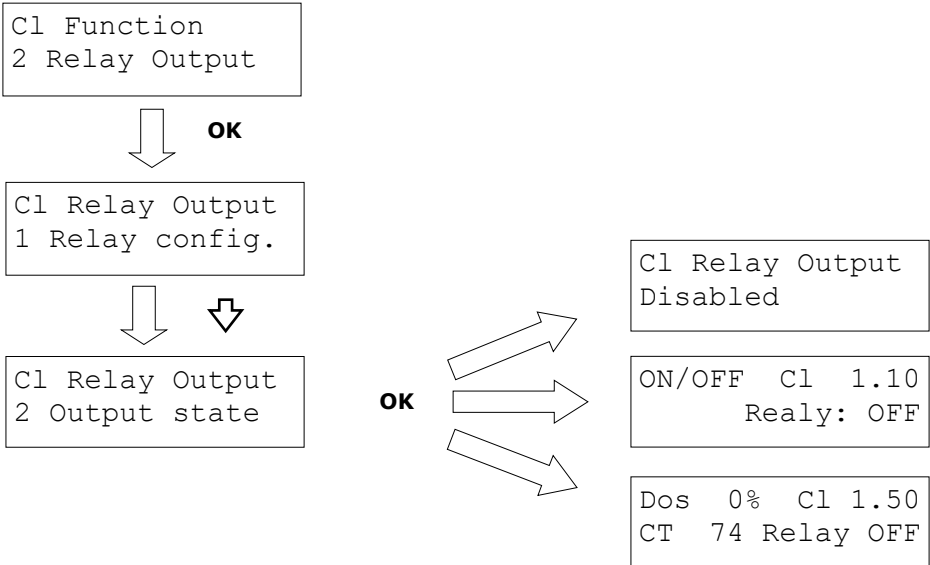 Cl Function
2 Relay Output
OK
Cl Relay Output
1 Relay config.
Cl Relay Output
2 Output state
OK
Cl Relay Output
Disabled
ON/OFF Cl 1.10
Realy: OFF
Dos 0% Cl 1.50
CT 74 Relay OFF